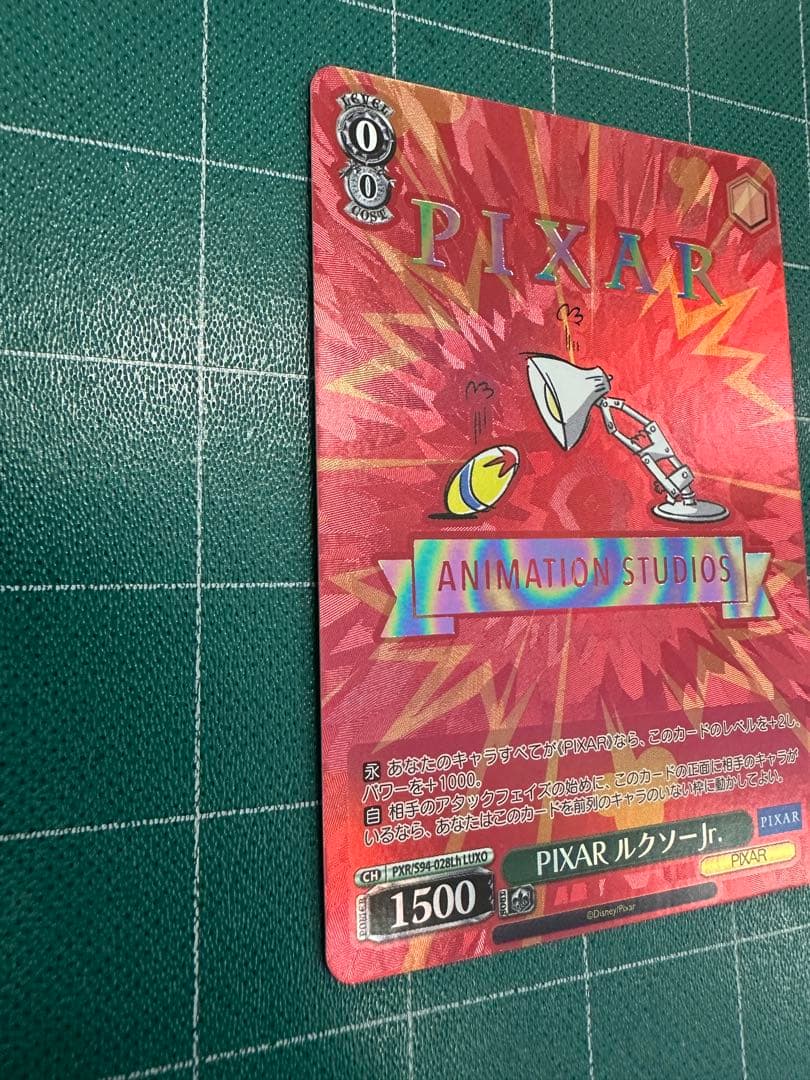 LEVEL
0
0
COST
PIXAR
ANIMATION STUDIOS
永 あなたのキャラすべてが《PIXAR》なら、このカードのレベルを+2し、
パワーを+1000。
自 相手のアタックフェイズの始めに、このカードの正面に相手のキャラが
いるなら、あなたはこのカードを前列のキャラのいない枠に動かしてよい。
CH PXR/S94-028Lh LUXO
PIXAR ルクソーJr.
PIXAR
PIXAR
POWER
1500
SOUL
©Disney/Pixar